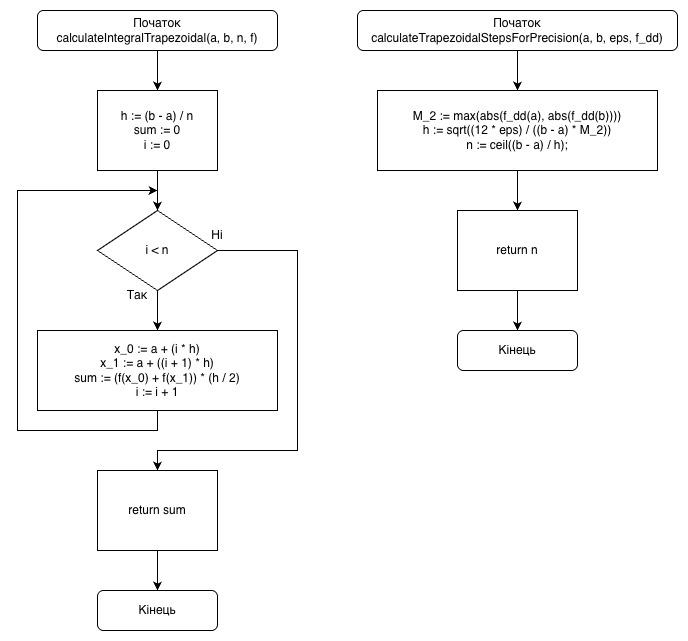 Початок
calculateIntegralTrapezoidal(a, b, n, f)
h := (b - a) / n
sum := 0
i := 0
i < n
Ні
Так
x_0 := a + (i * h)
x_1 := a + ((i + 1) * h)
sum := (f(x_0) + f(x_1)) * (h / 2)
i := i + 1
return sum
Кінець
Початок
calculateTrapezoidalStepsForPrecision(a, b, eps, f_dd)
M_2 := max(abs(f_dd(a), abs(f_dd(b))))
h := sqrt((12 * eps) / ((b - a) * M_2))
n := ceil((b - a) / h);
return n
Кінець